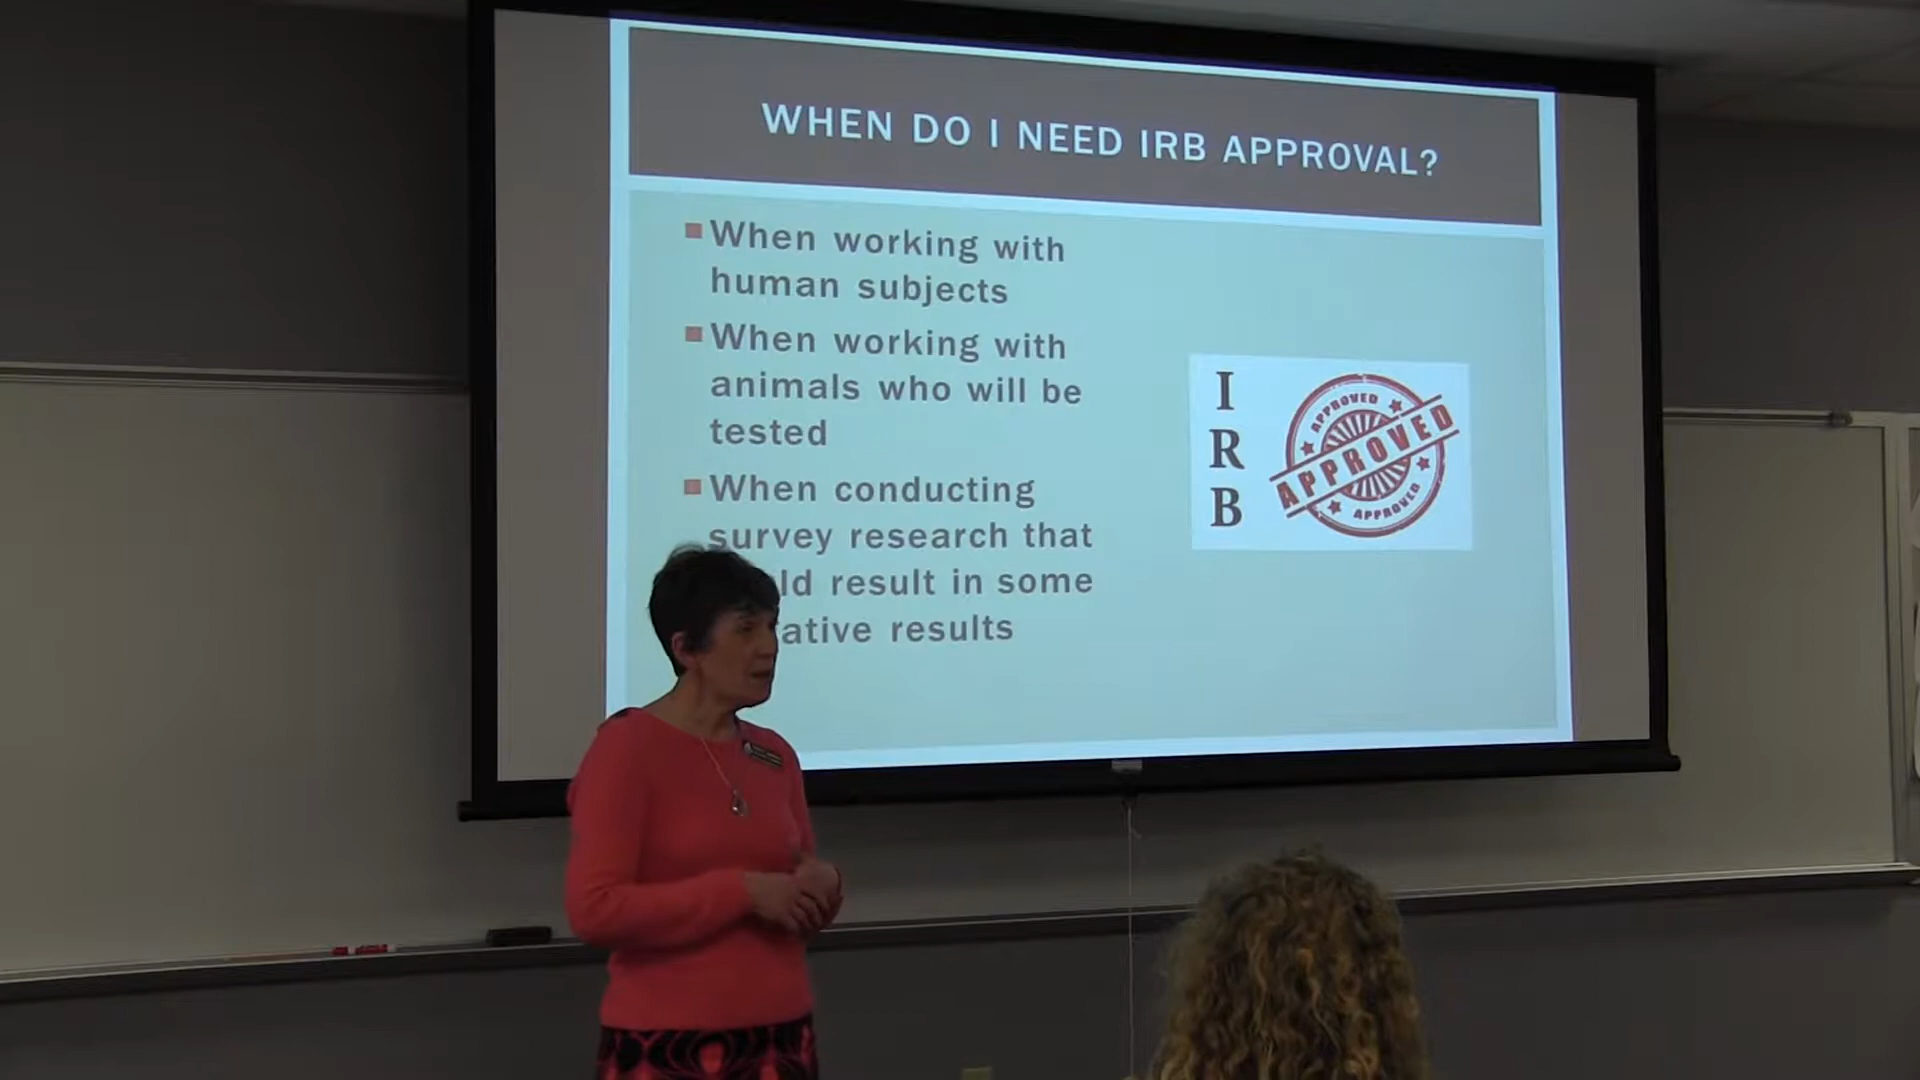 WHEN DO I NEED IRB APPROVAL?
When working with
human subjects
When working with
animals who will be
tested
When conducting
survey research that
ld result in some
ative results
I
R
B
APPROVED
APPROVED
APPROVED